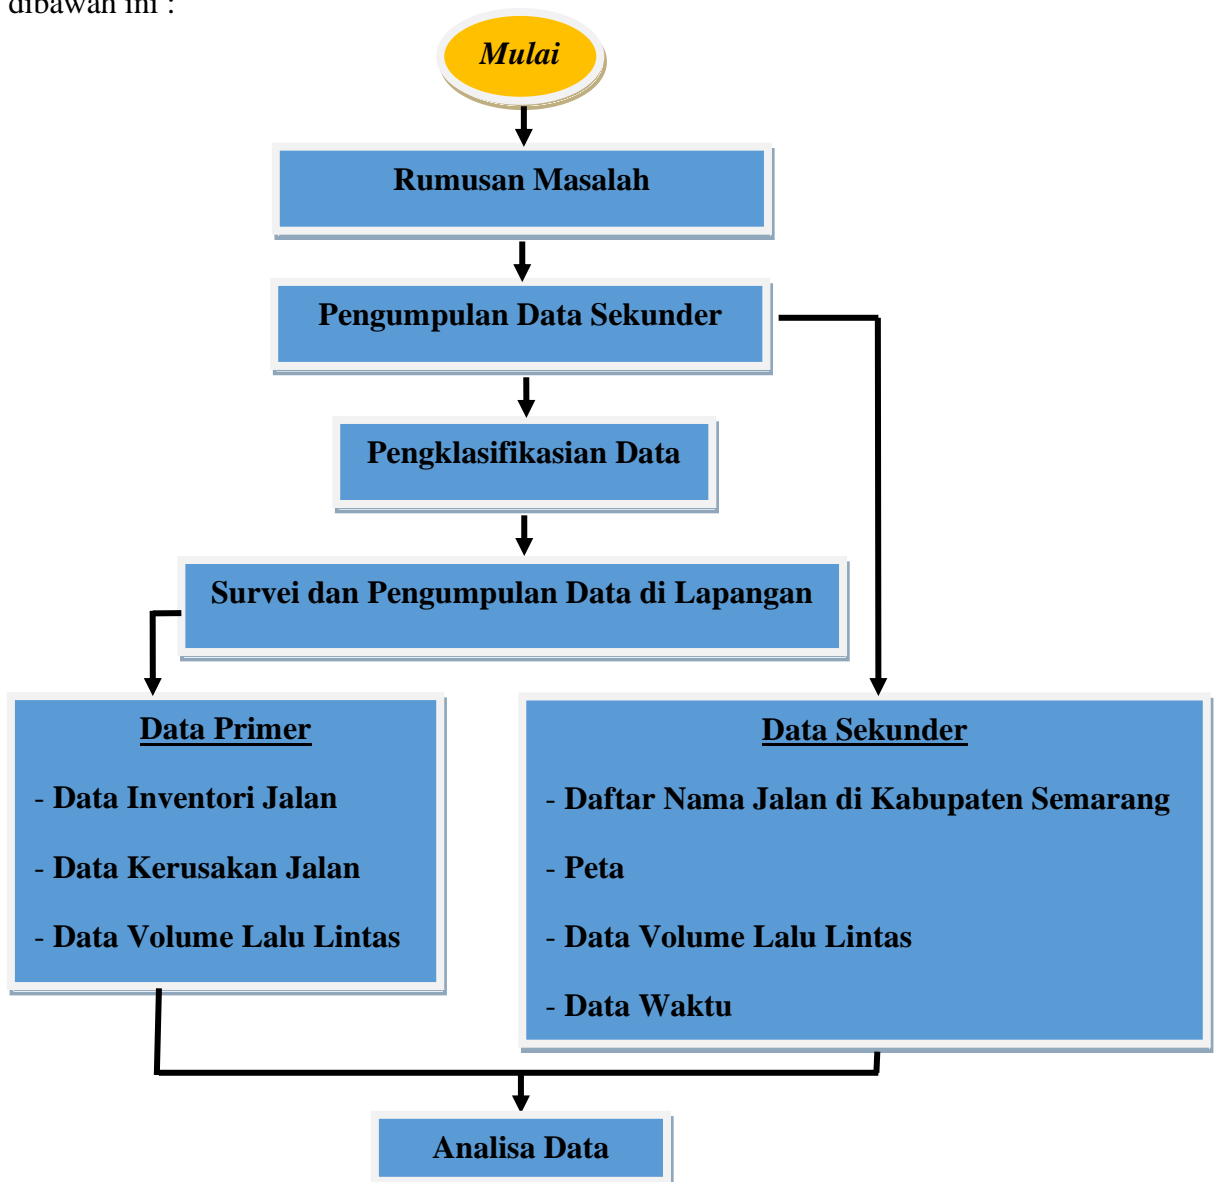 dibawah ini :
Mulai
Rumusan Masalah
Pengumpulan Data Sekunder
Pengklasifikasian Data
Survei dan Pengumpulan Data di Lapangan
Data Primer
- Data Inventori Jalan
- Data Kerusakan Jalan
- Data Volume Lalu Lintas
Data Sekunder
- Daftar Nama Jalan di Kabupaten Semarang
- Peta
- Data Volume Lalu Lintas
- Data Waktu
Analisa Data